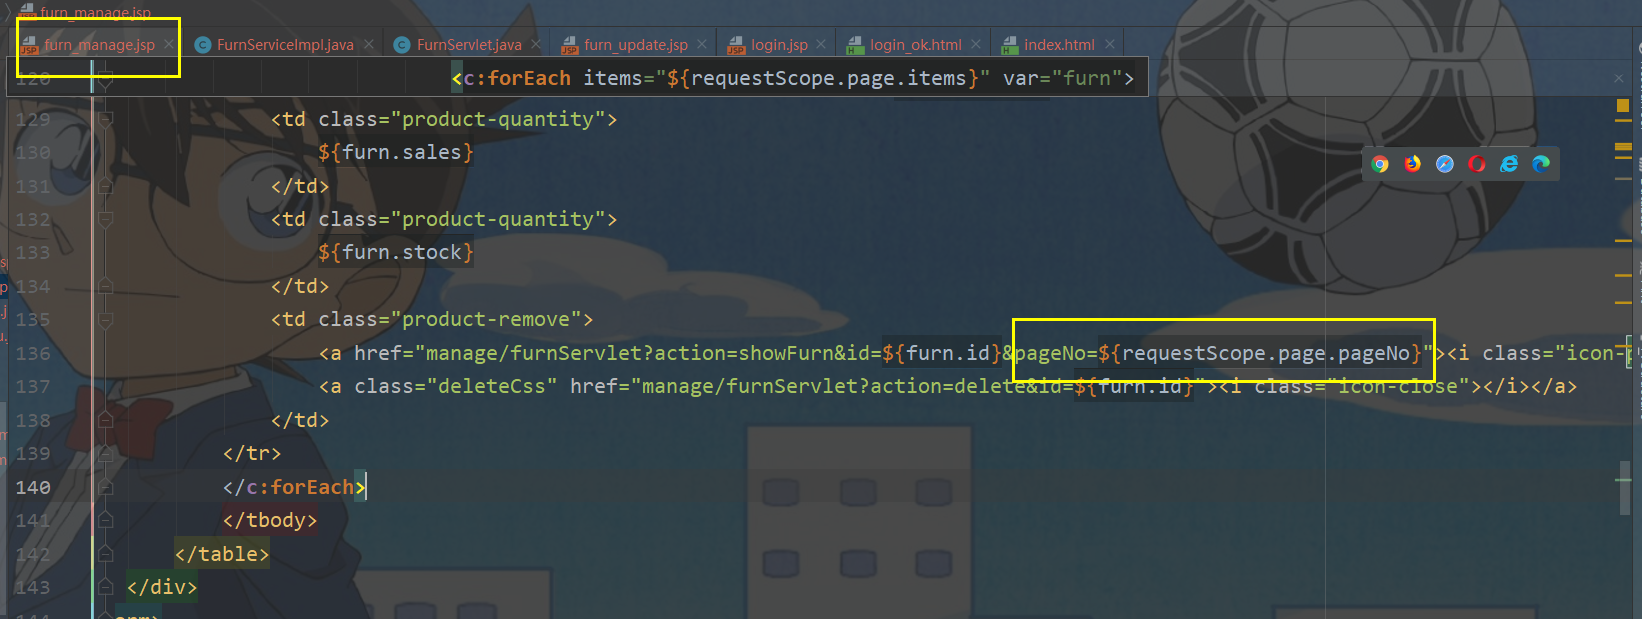 furn_manage.jsp
furn_manage.jsp FurnServiceImpl.java FurnServlet.java furn_update.jsp login.jsp login_ok.html index.html
120 <c:forEach items="${requestScope.page.items}" var="furn">
129 <td class="product-quantity">
130 ${furn.sales}
131 </td>
132 <td class="product-quantity">
133 ${furn.stock}
134 </td>
135 <td class="product-remove">
136 <a href="manage/furnServlet?action=showFurn&id=${furn.id}&pageNo=${requestScope.page.pageNo}"><i class="icon-
137 <a class="deleteCss" href="manage/furnServlet?action=delete&id=${furn.id}"><i class="icon-close"></i></a>
138 </td>
139 </tr>
140 </c:forEach>
141 </tbody>
142 </table>
143 </div>